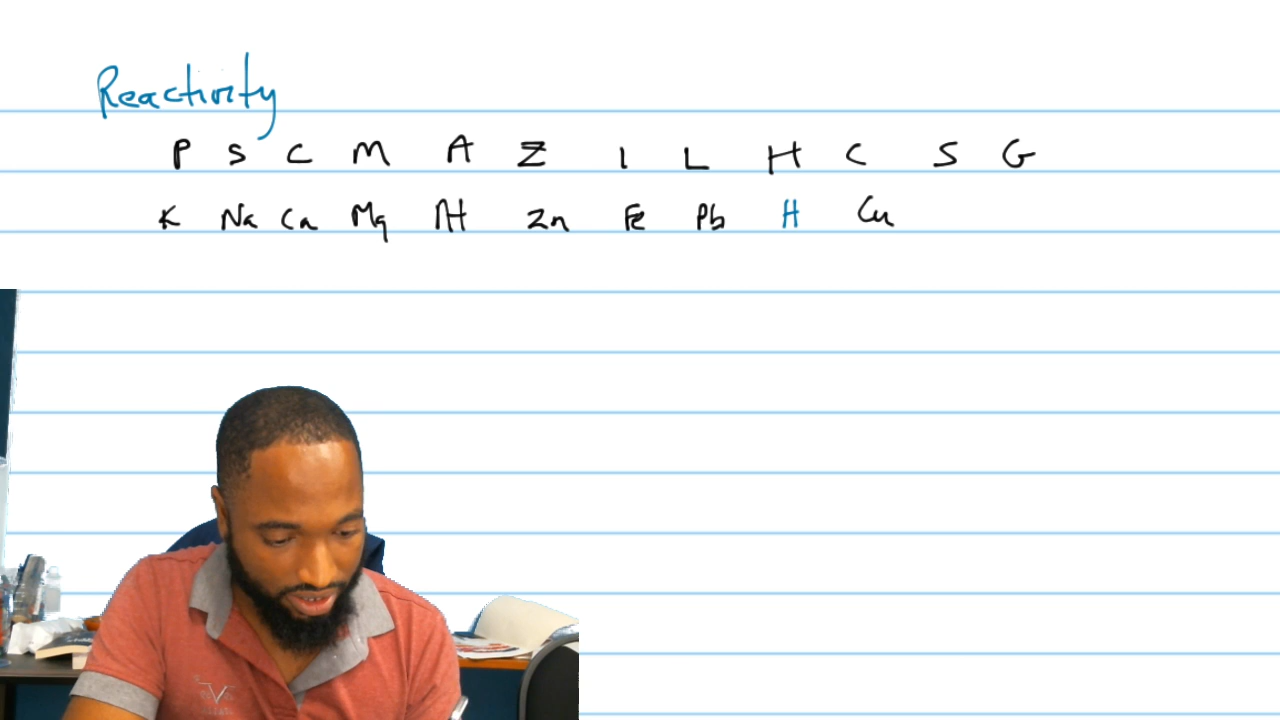 Reactivity
P S C M A Z I L H C S G
K Na Ca Mg Al Zn Fe Pb H Cu